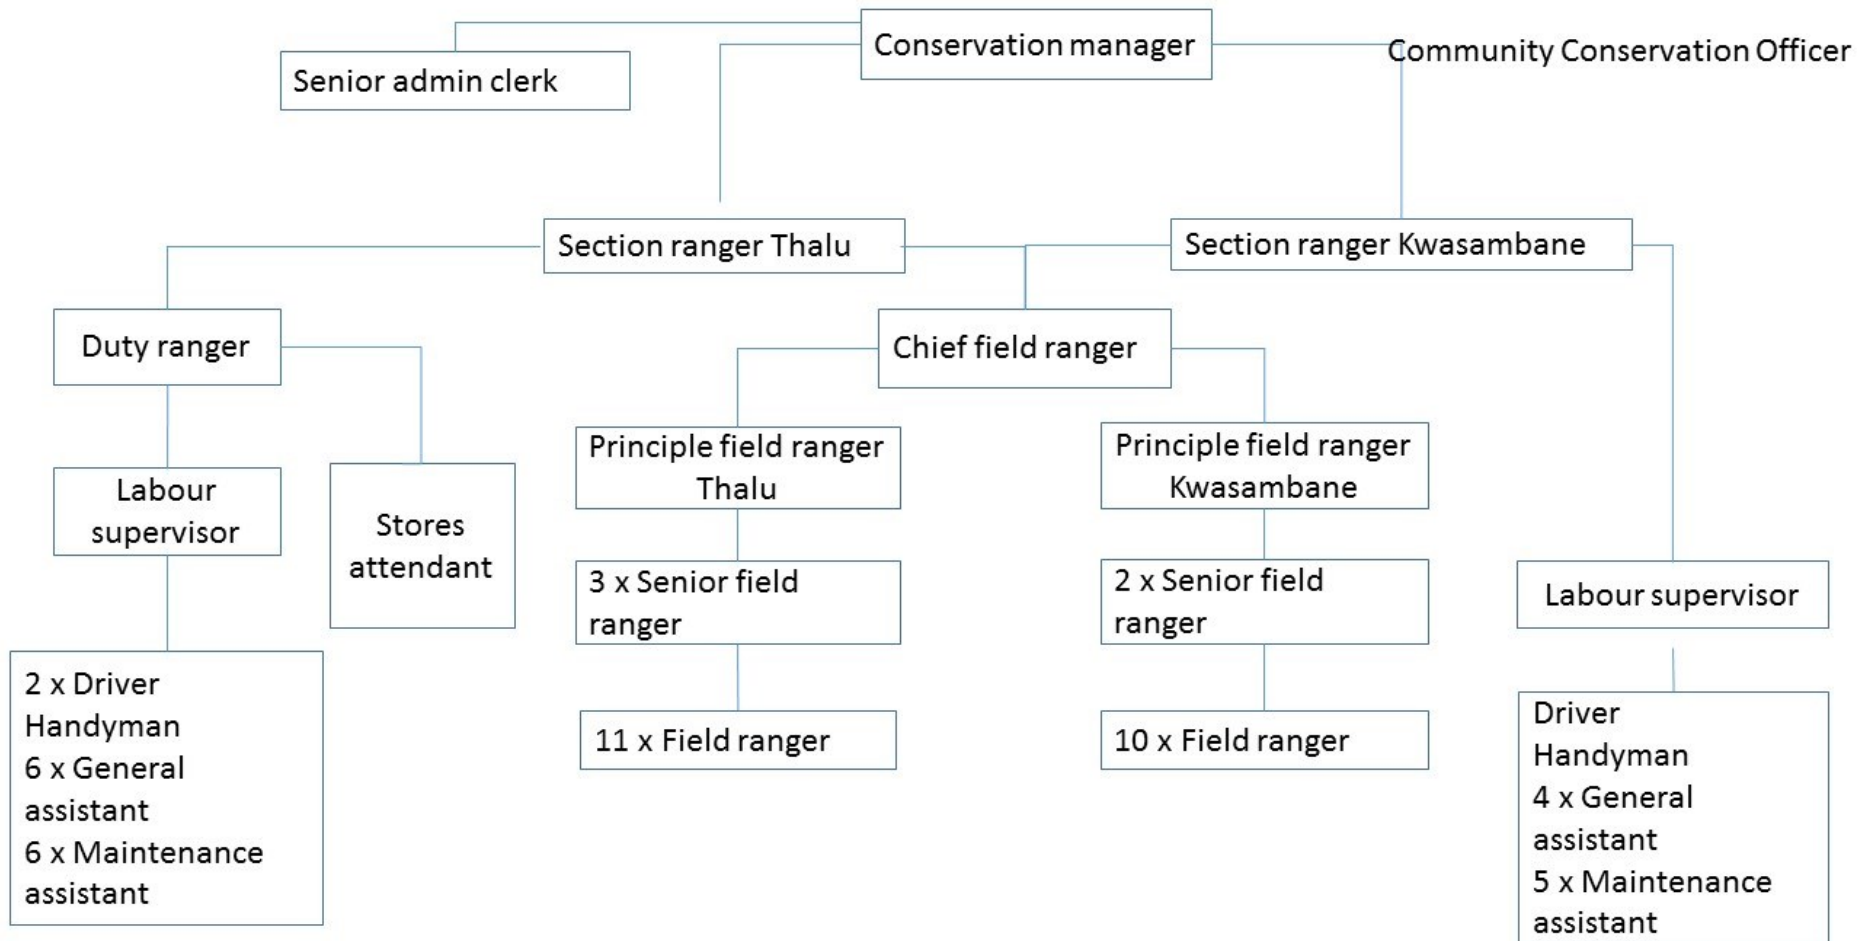 Conservation manager
Community Conservation Officer
Senior admin clerk
Section ranger Thalu
Section ranger Kwasambane
Duty ranger
Chief field ranger
Principle field ranger
Thalu
Principle field ranger
Kwasambane
Labour
supervisor
Stores
attendant
3 x Senior field
ranger
2 x Senior field
ranger
Labour supervisor
2 x Driver
Handyman
6 x General
assistant
6 x Maintenance
assistant
11 x Field ranger
10 x Field ranger
Driver
Handyman
4 x General
assistant
5 x Maintenance
assistant